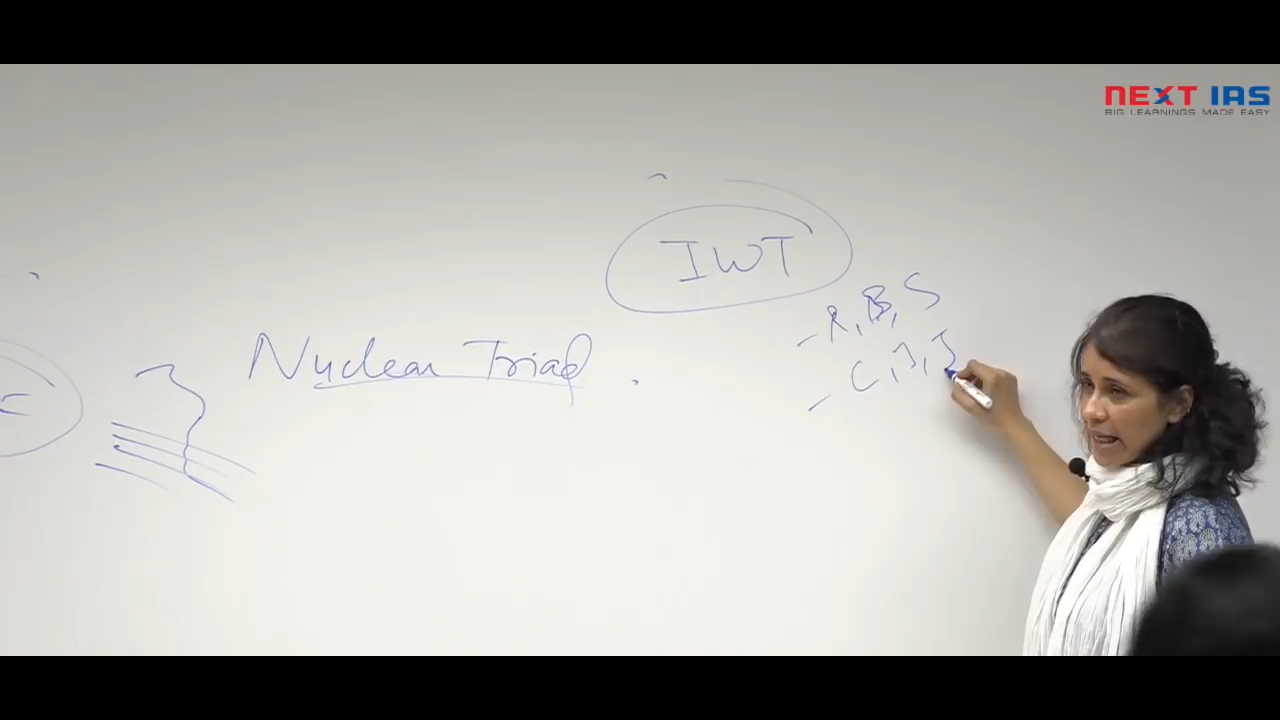 NEXT IAS
BIG LEARNINGS MADE EASY
IWT
- R, B, S
- C, J, I
Nuclear Triad.